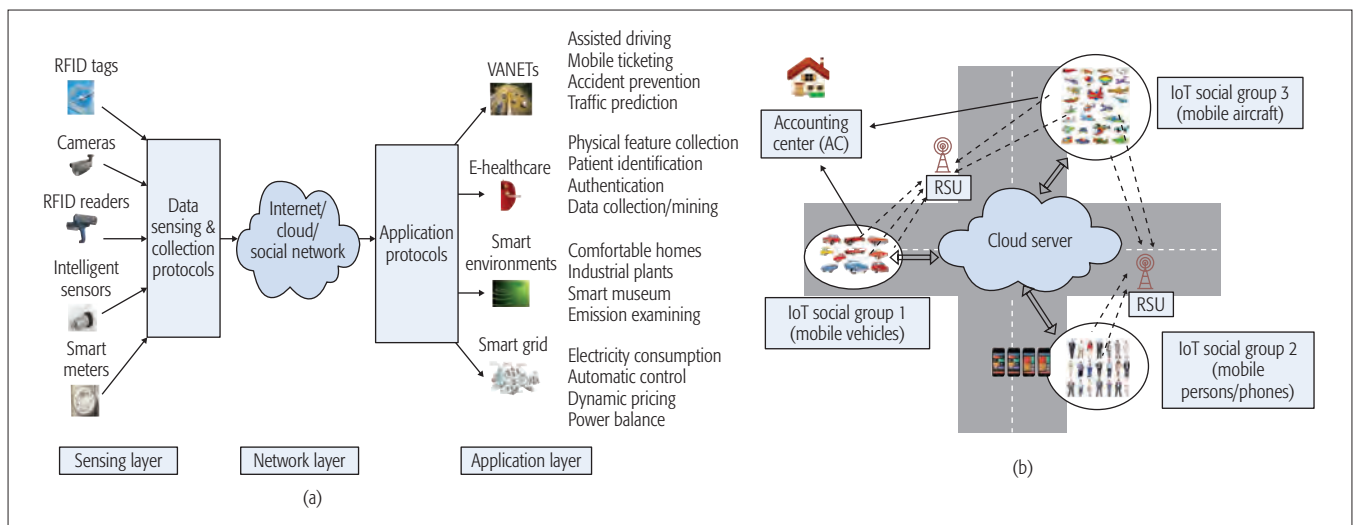 RFID tags
Cameras
RFID readers
Intelligent
sensors
Smart
meters
Data
sensing &
collection
protocols
Internet/
cloud/
social network
Application
protocols
VANETs
Assisted driving
Mobile ticketing
Accident prevention
Traffic prediction
E-healthcare
Physical feature collection
Patient identification
Authentication
Data collection/mining
Smart
environments
Comfortable homes
Industrial plants
Smart museum
Emission examining
Smart grid
Electricity consumption
Automatic control
Dynamic pricing
Power balance
Sensing layer
Network layer
Application layer
(a)
Accounting
center (AC)
RSU
IoT social group 3
(mobile aircraft)
Cloud server
IoT social group 1
(mobile vehicles)
RSU
IoT social group 2
(mobile
persons/phones)
(b)